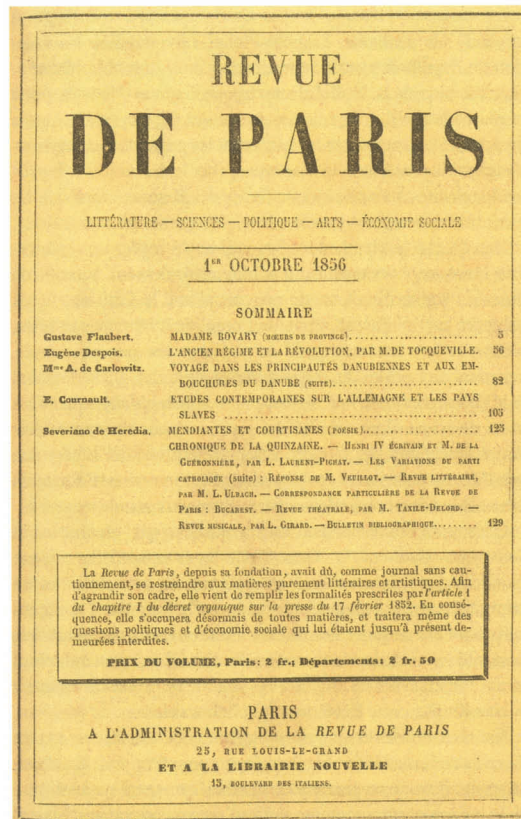 REVUE
DE PARIS
LITTÉRATURE — SCIENCES — POLITIQUE — ARTS — ÉCONOMIE SOCIALE
1ER OCTOBRE 1856
SOMMAIRE
Gustave Flaubert. MADAME BOVARY (MŒURS DE PROVINCE). 5
Eugène Despois. L'ANCIEN RÉGIME ET LA RÉVOLUTION, PAR M. DE TOCQUEVILLE. 56
Mme A. de Carlowitz. VOYAGE DANS LES PRINCIPAUTÉS DANUBIENNES ET AUX EM-
BOUCHURES DU DANUBE (SUITE). 82
E. Cournault. ETUDES CONTEMPORAINES SUR L'ALLEMAGNE ET LES PAYS
SLAVES 105
Severiano de Heredia. MENDIANTES ET COURTISANES (POÉSIE). 125
CHRONIQUE DE LA QUINZAINE. — HENRI IV ÉCRIVAIN ET M. DE LA
GUÉRONNIÈRE, PAR L. LAURENT-PICHAT. — LES VARIATIONS DU PARTI
CATHOLIQUE (suite) : RÉPONSE DE M. VEUILLOT. — REVUE LITTÉRAIRE,
PAR M. L. ULBACH. — CORRESPONDANCE PARTICULIÈRE DE LA REVUE DE
PARIS : BUCAREST. — REVUE THÉATRALE, PAR M. TAXILE-DELORD. —
REVUE MUSICALE, PAR L. GIRARD. — BULLETIN BIBLIOGRAPHIQUE. 129
La Revue de Paris, depuis sa fondation, avait dû, comme journal sans cau-
tionnement, se restreindre aux matières purement littéraires et artistiques. Afin
d'agrandir son cadre, elle vient de remplir les formalités prescrites par l'article 1
du chapitre I du décret organique sur la presse du 17 février 1852. En consé-
quence, elle s'occupera désormais de toutes matières, et traitera même des
questions politiques et d'économie sociale qui lui étaient jusqu'à présent de-
meurées interdites.
PRIX DU VOLUME, Paris: 2 fr.; Départements: 2 fr. 50
PARIS
A L'ADMINISTRATION DE LA REVUE DE PARIS
25, RUE LOUIS-LE-GRAND
ET A LA LIBRAIRIE NOUVELLE
15, BOULEVARD DES ITALIENS.